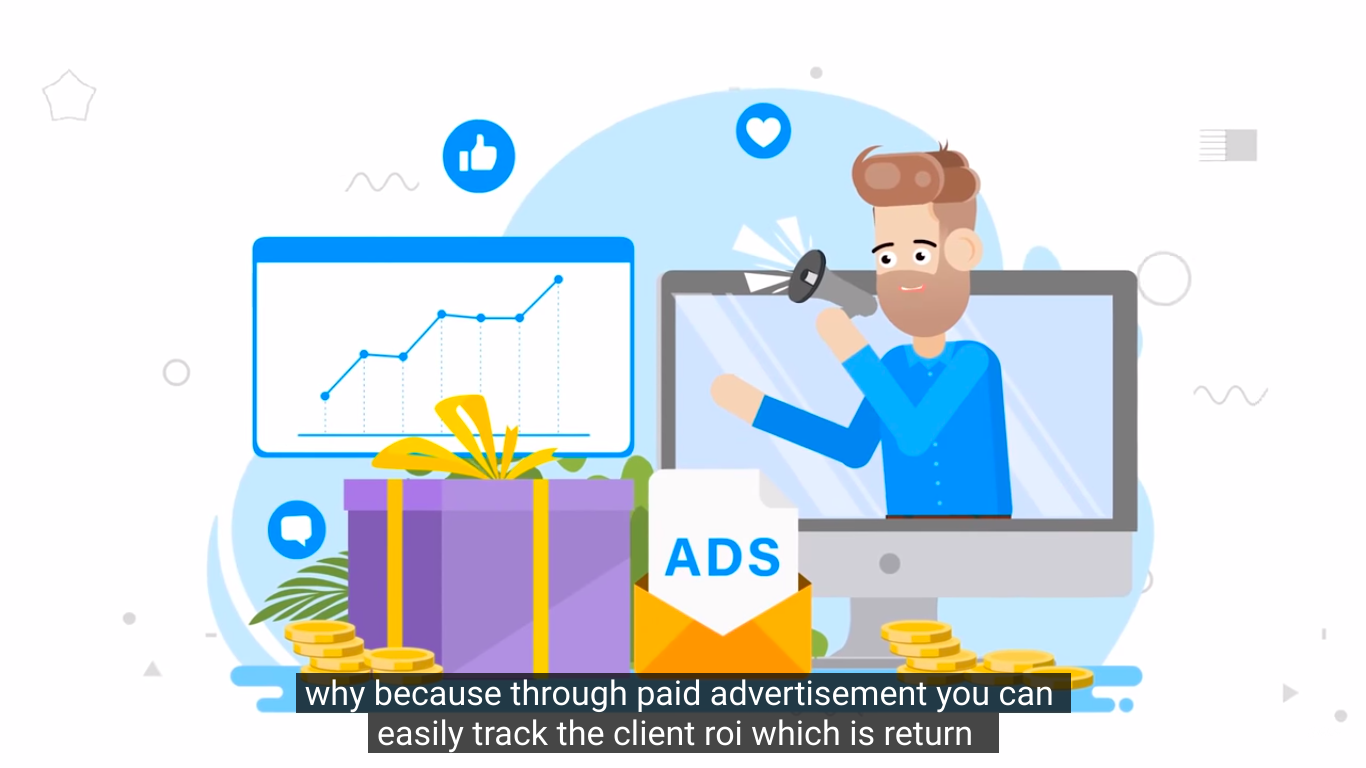 ADS
why because through paid advertisement you can
easily track the client roi which is return